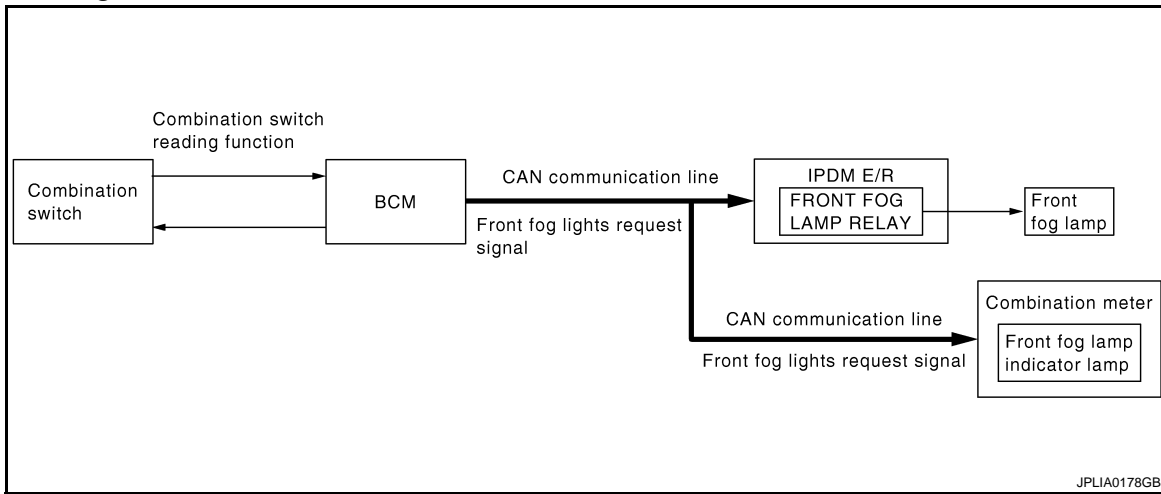 Combination switch
reading function
Combination
switch
BCM
CAN communication line
Front fog lights request
signal
IPDM E/R
FRONT FOG
LAMP RELAY
Front
fog lamp
Combination meter
CAN communication line
Front fog lights request signal
Front fog lamp
indicator lamp
JPLIA0178GB